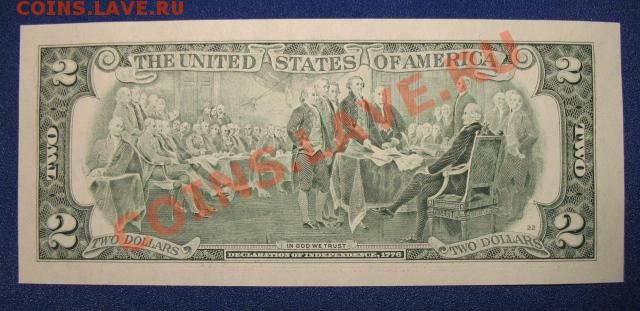 COINS.LAVE.RU
THE UNITED STATES OF AMERICA
2 2
TWO TWO
COINS.LAVE.RU
2 2
22
TWO DOLLARS TWO DOLLARS
IN GOD WE TRUST
DECLARATION OF INDEPENDENCE, 1776